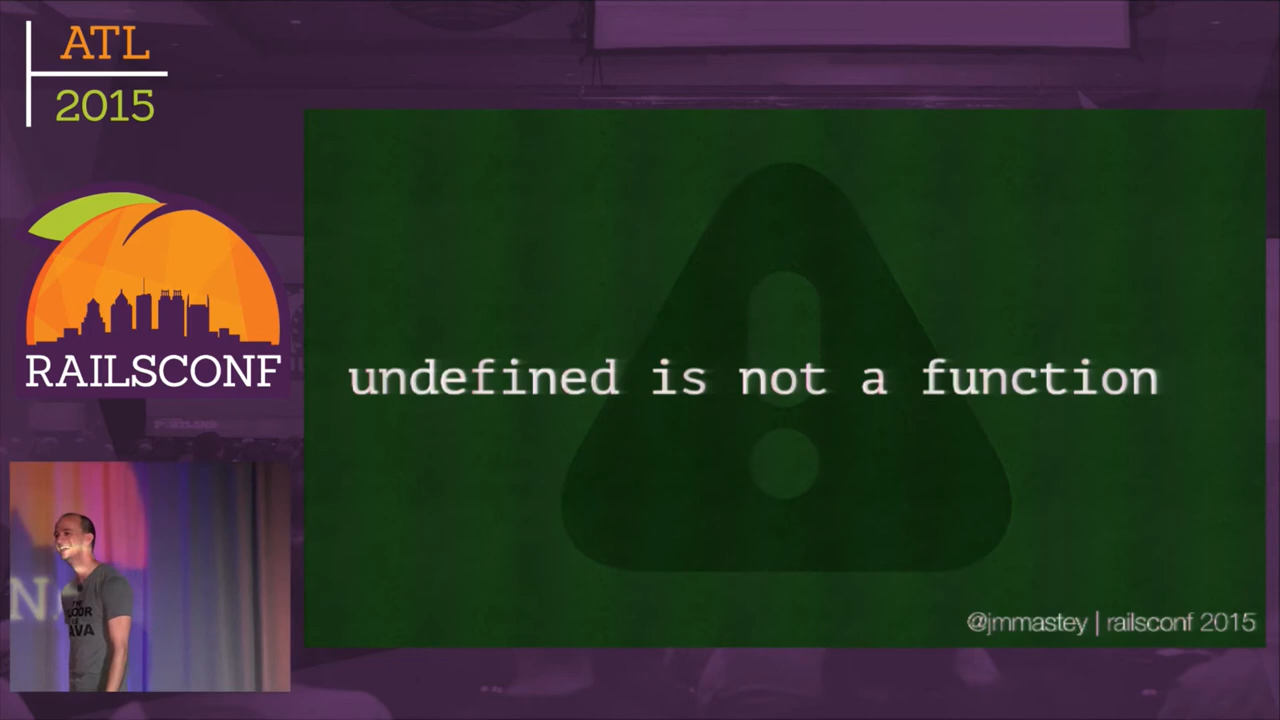 ATL
2015
RAILSCONF
undefined is not a function
@jmmastey | railsconf 2015